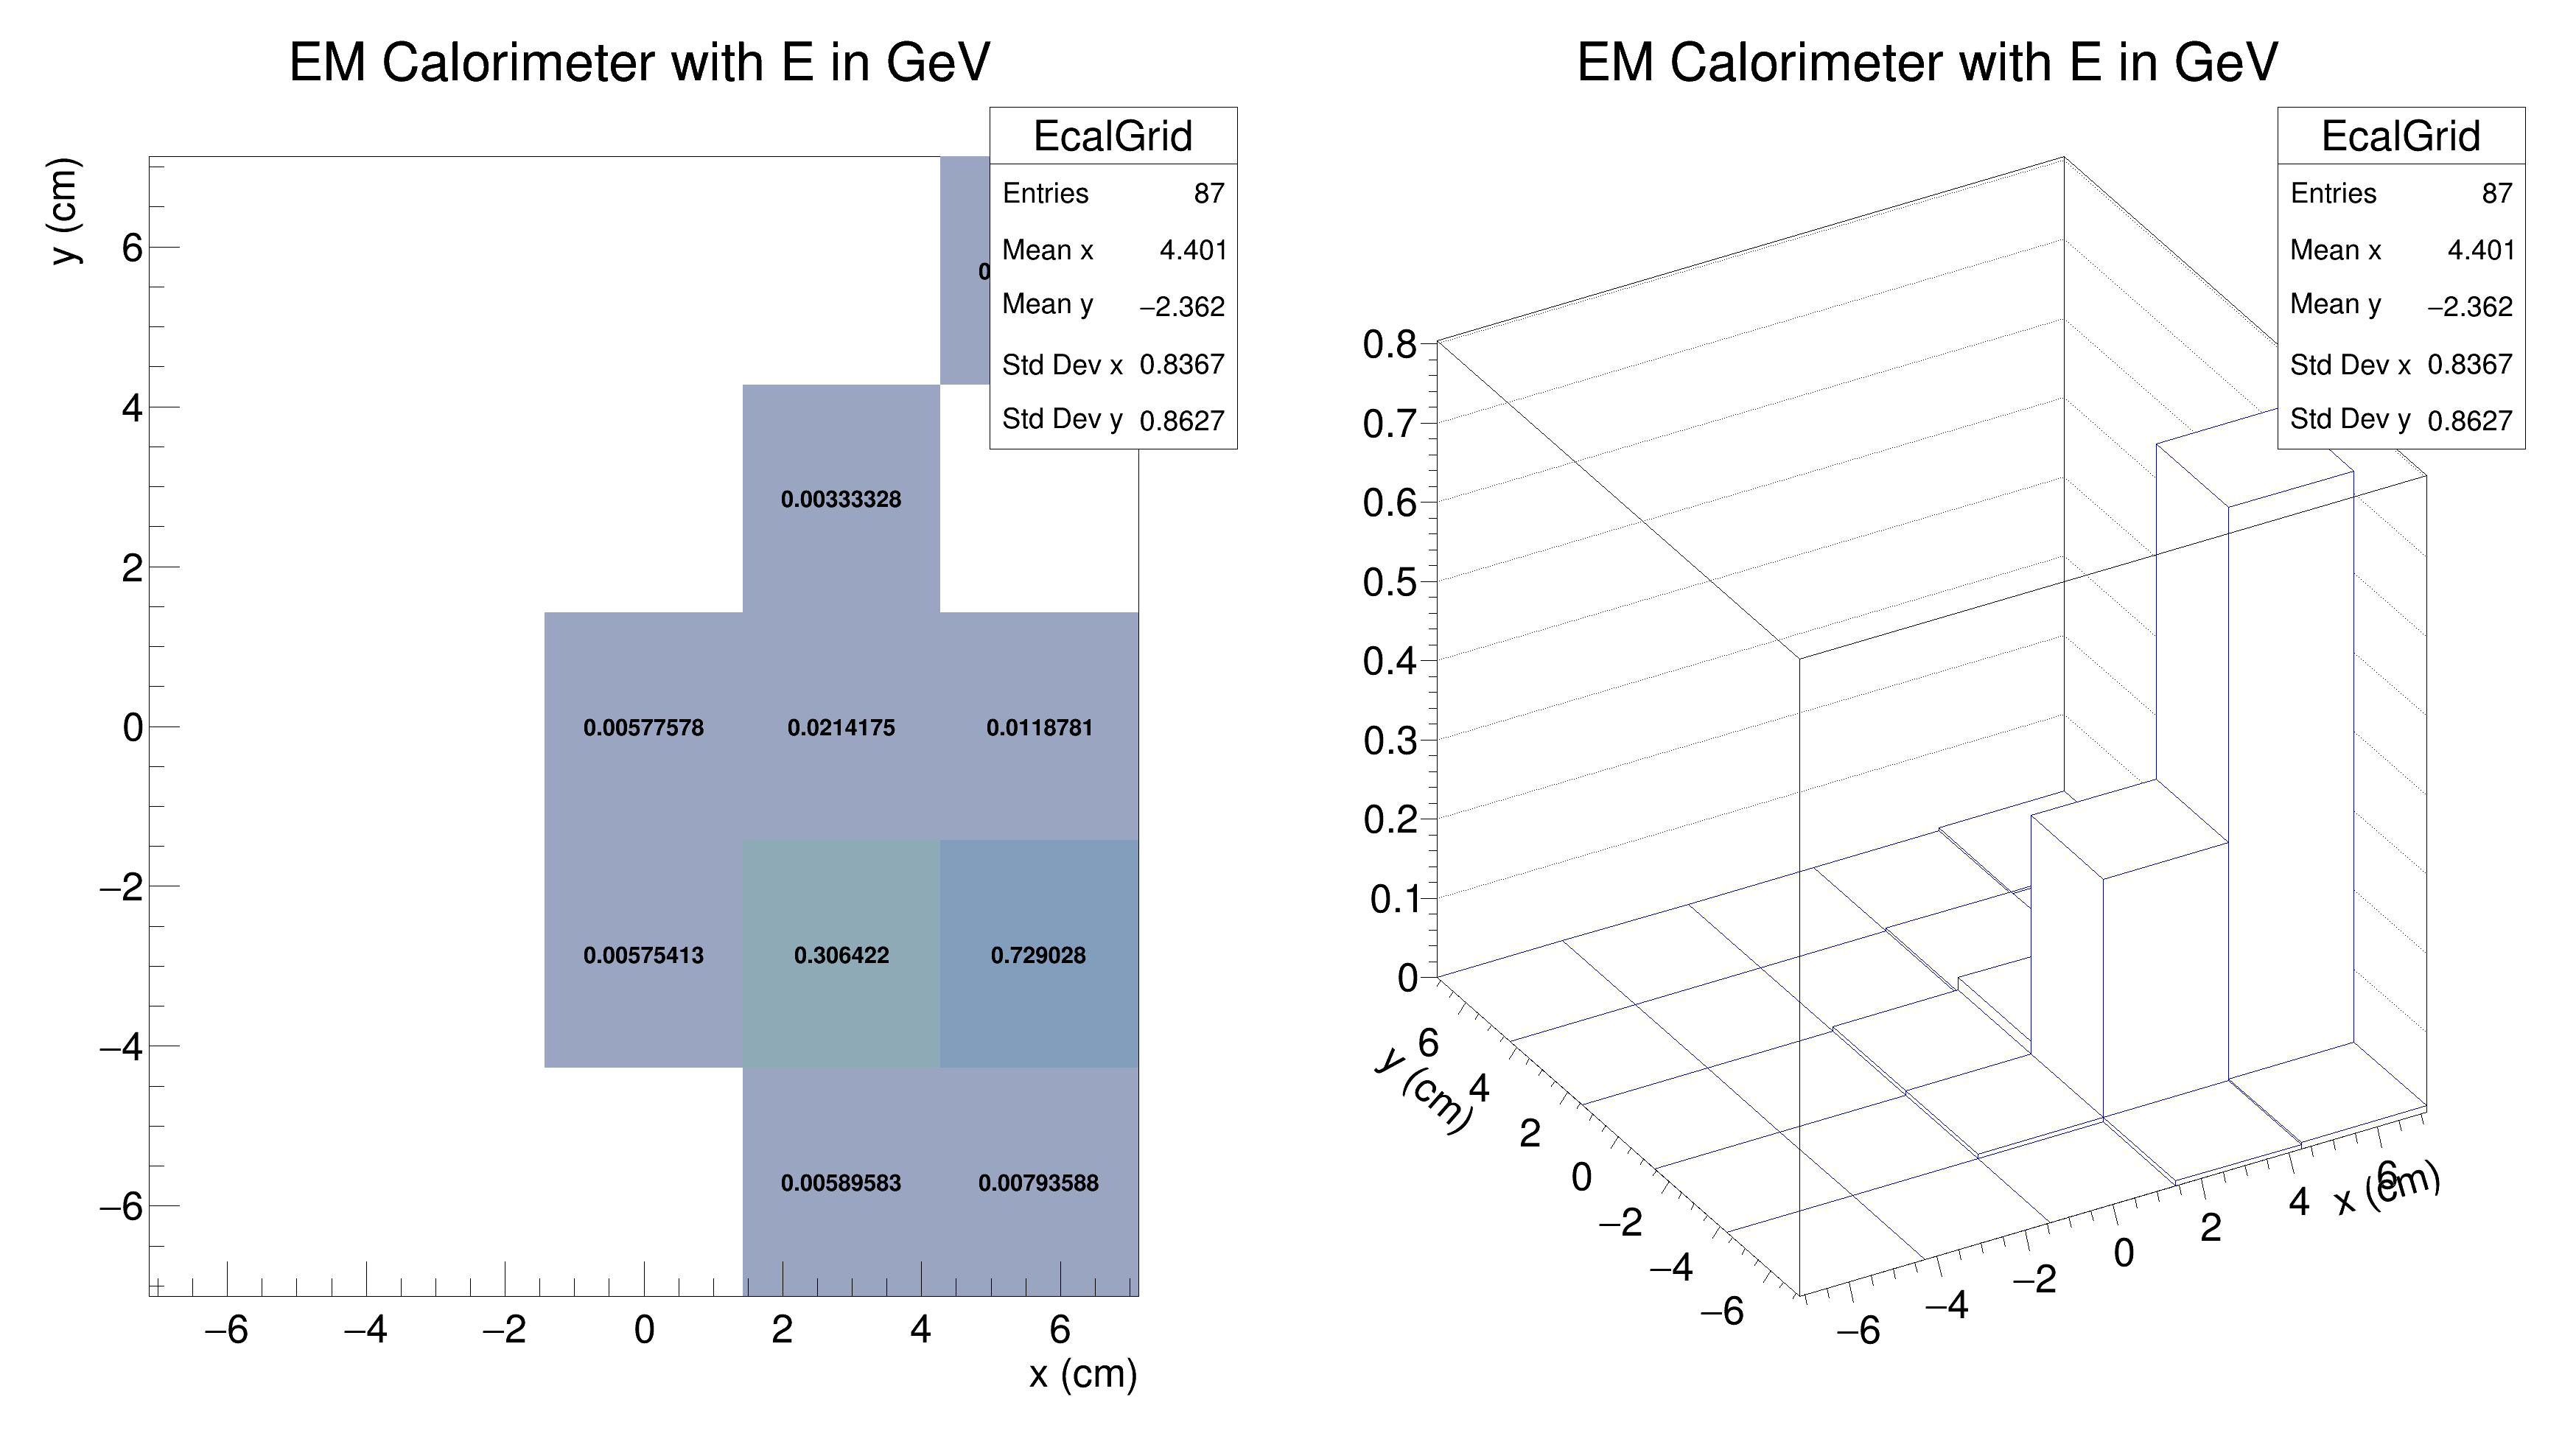 EM Calorimeter with E in GeV
EcalGrid
Entries 87
Mean x 4.401
Mean y −2.362
Std Dev x 0.8367
Std Dev y 0.8627
y (cm)
6
4
2
0
−2
−4
−6
0.00333328
0.00577578 0.0214175 0.0118781
0.00575413 0.306422 0.729028
0.00589583 0.00793588
−6 −4 −2 0 2 4 6
x (cm)
EM Calorimeter with E in GeV
EcalGrid
Entries 87
Mean x 4.401
Mean y −2.362
Std Dev x 0.8367
Std Dev y 0.8627
0.8
0.7
0.6
0.5
0.4
0.3
0.2
0.1
0
y (cm)
6
4
2
0
−2
−4
−6
−6 −4 −2 0 2 4 6
x (cm)